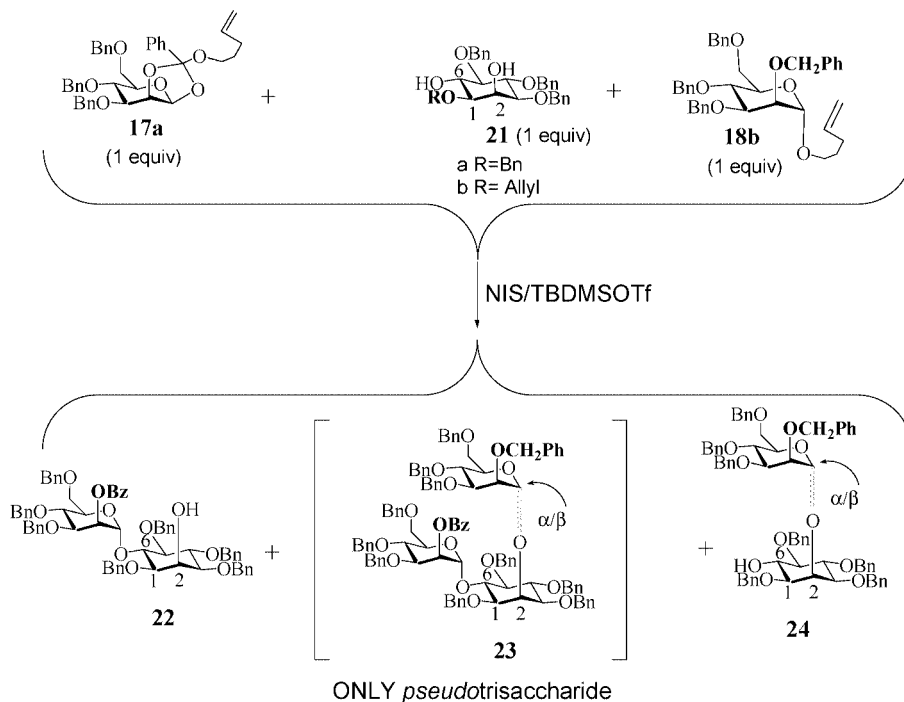 BnO
Ph
BnO
BnO
O
O
O
O
17a
(1 equiv)
+
OBn
HO
6
OH
OBn
RO
OBn
1
2
21 (1 equiv)
a R=Bn
b R= Allyl
+
BnO
OCH2Ph
BnO
BnO
O
O
18b
(1 equiv)
NIS/TBDMSOTf
BnO
OBz
BnO
BnO
O
OH
BnO
6
O
OBn
BnO
OBn
1
2
22
+
BnO
OCH2Ph
BnO
BnO
O
α/β
BnO
OBz
BnO
BnO
O
O
BnO
6
O
OBn
BnO
OBn
1
2
23
+
BnO
OCH2Ph
BnO
BnO
O
α/β
O
BnO
6
HO
OBn
BnO
OBn
1
2
24
ONLY pseudotrisaccharide